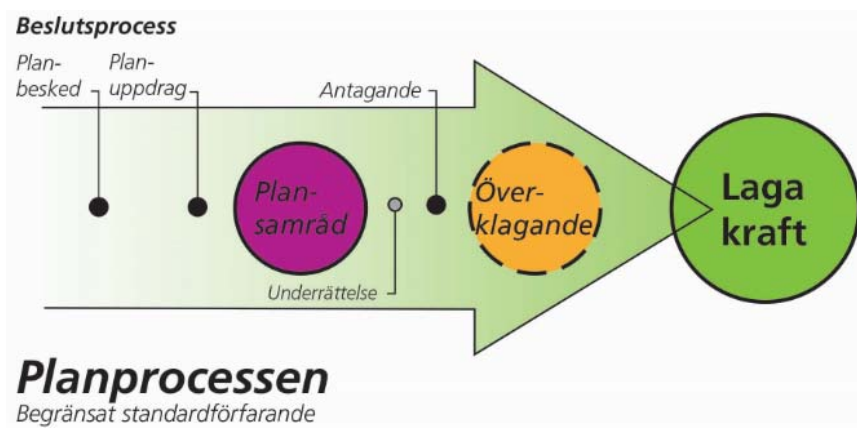 Beslutsprocess
Plan-
besked
Plan-
uppdrag
Antagande
Plan-
samråd
Över-
klagande
Laga
kraft
Underrättelse
Planprocessen
Begränsat standardförfarande